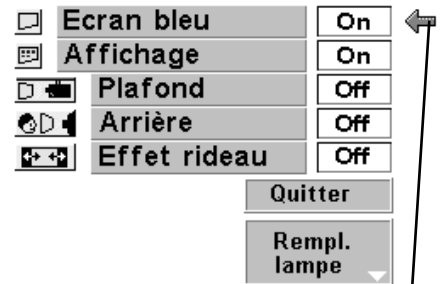 Ecran bleu On
Affichage On
Plafond Off
Arrière Off
Effet rideau Off
Quitter
Rempl.
lampe